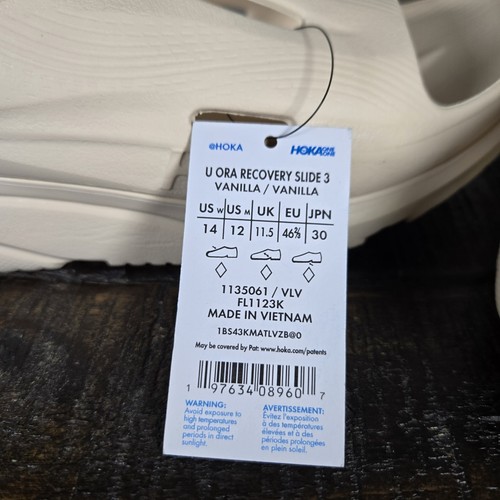 @HOKA HOKA ONE ONE
U ORA RECOVERY SLIDE 3
VANILLA / VANILLA
US W US M UK EU JPN
14 12 11.5 46⅔ 30
1135061 / VLV
FL1123K
MADE IN VIETNAM
1BS43KMATLVZB@0
May be covered by Pat: www.hoka.com/patents
1 97634 08960 7
WARNING:
Avoid exposure to
high temperatures
and prolonged
periods in direct
sunlight.
AVERTISSEMENT:
Évitez l'exposition
à des températures
élevées et à des
périodes prolongées
en plein soleil.